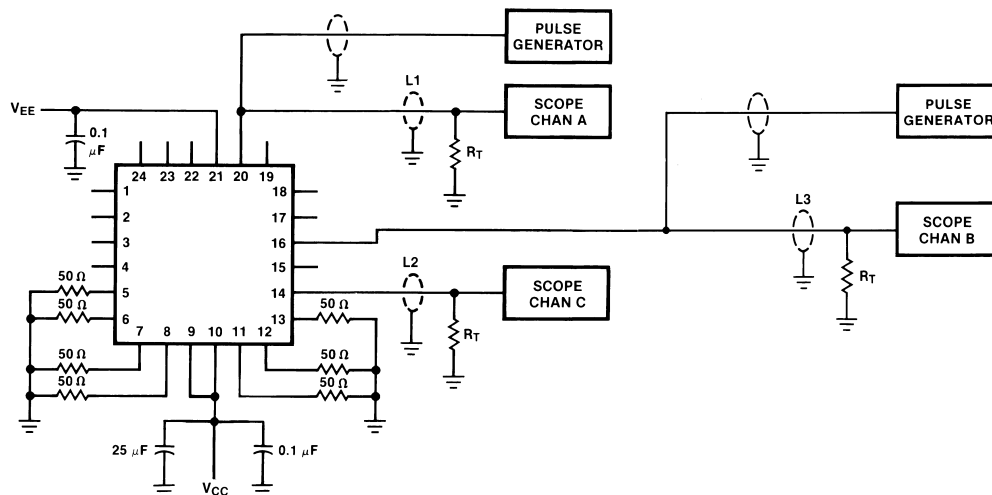 PULSE
GENERATOR
L1
SCOPE
CHAN A
RT
VEE
0.1
µF
PULSE
GENERATOR
24 23 22 21 20 19
1
2
3
4
5
6
18
17
16
15
14
13
7 8 9 10 11 12
L3
SCOPE
CHAN B
RT
L2
SCOPE
CHAN C
RT
50 Ω
50 Ω
50 Ω
50 Ω
50 Ω
50 Ω
50 Ω
25 µF
0.1 µF
VCC